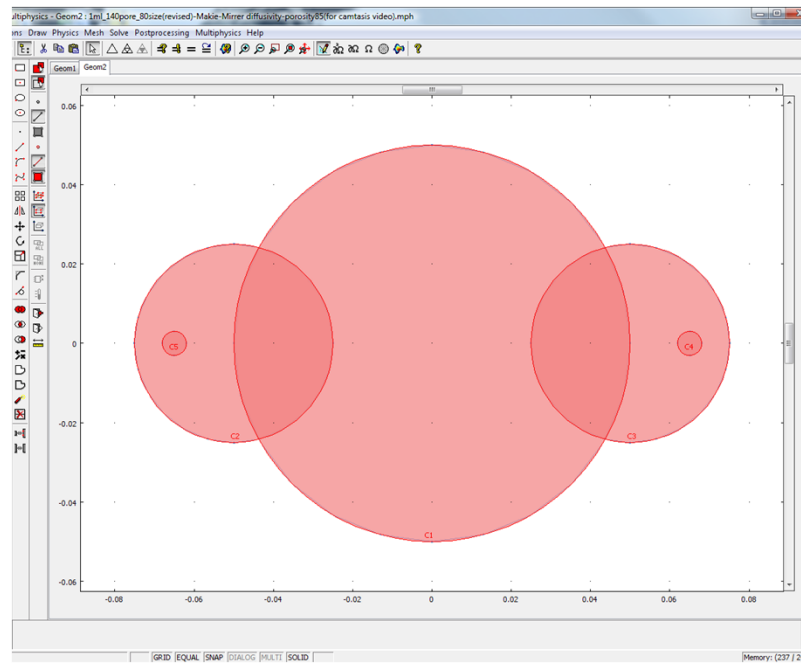 ultiphysics - Geom2 : 1ml_140pore_80size(revised)-Makie-Mirrer diffusivity-porosity85(for camtasis video).mph
ns Draw Physics Mesh Solve Postprocessing Multiphysics Help
Geom1 Geom2
0.06
0.04
0.02
0
-0.02
-0.04
-0.06
C5
C4
C2
C3
C1
-0.08 -0.06 -0.04 -0.02 0 0.02 0.04 0.06 0.08
GRID EQUAL SNAP DIALOG MULTI SOLID Memory: (237 / 2